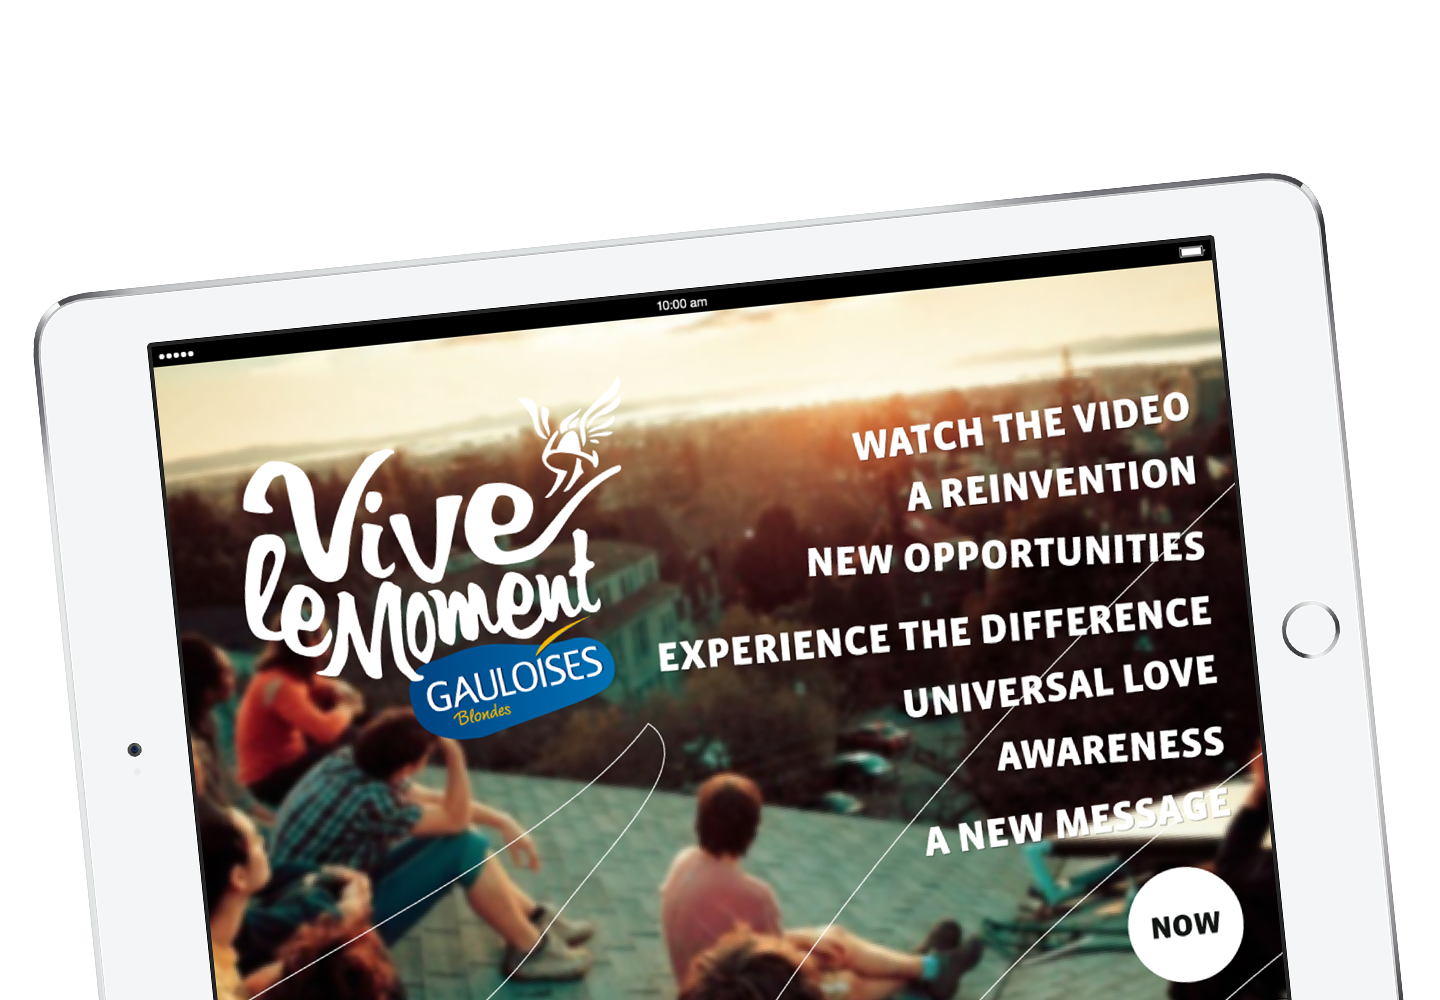 10:00 am
Vive
le Moment
GAULOISES
Blondes
WATCH THE VIDEO
A REINVENTION
NEW OPPORTUNITIES
EXPERIENCE THE DIFFERENCE
UNIVERSAL LOVE
AWARENESS
A NEW MESSAGE
NOW